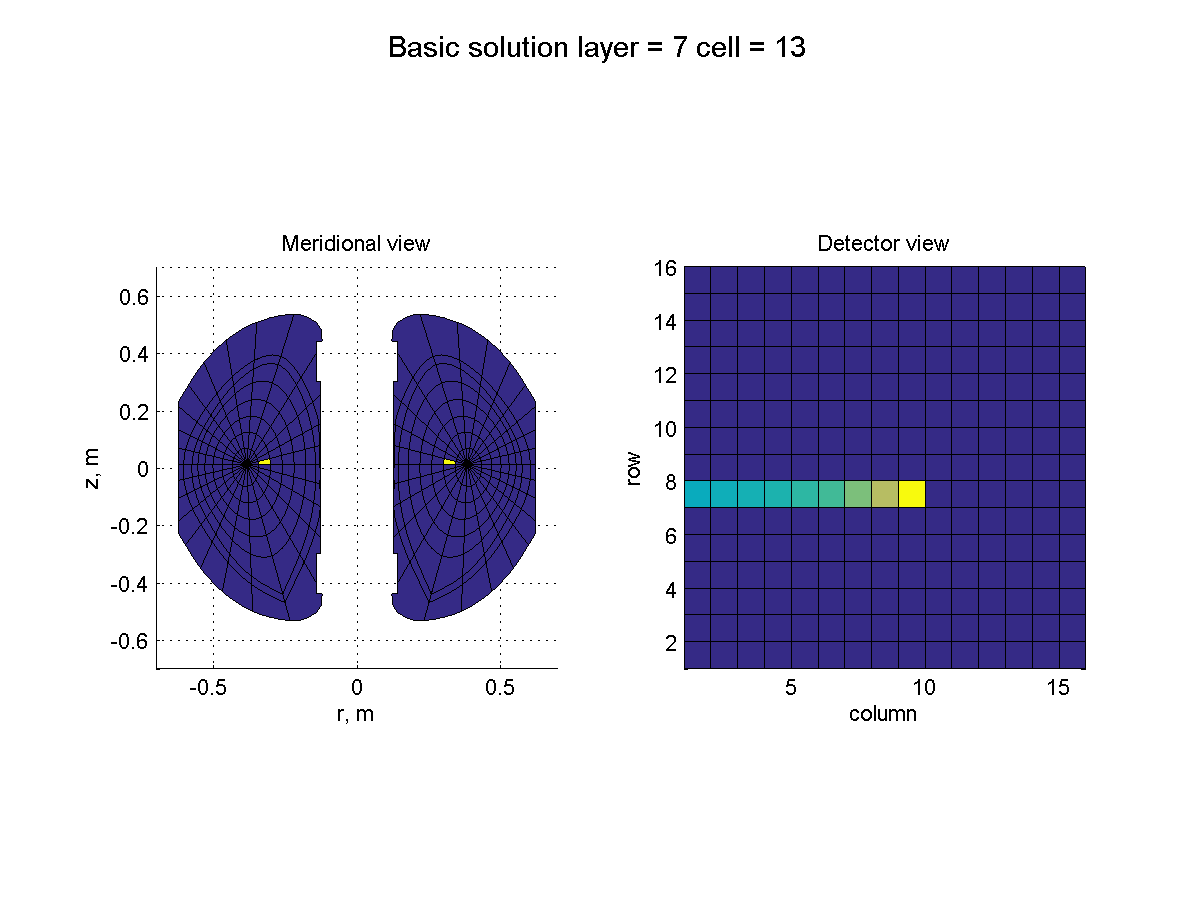 Basic solution layer = 7 cell = 13
Meridional view
0.6
0.4
0.2
0
-0.2
-0.4
-0.6
z, m
-0.5 0 0.5
r, m
Detector view
16
14
12
10
8
6
4
2
row
5 10 15
column